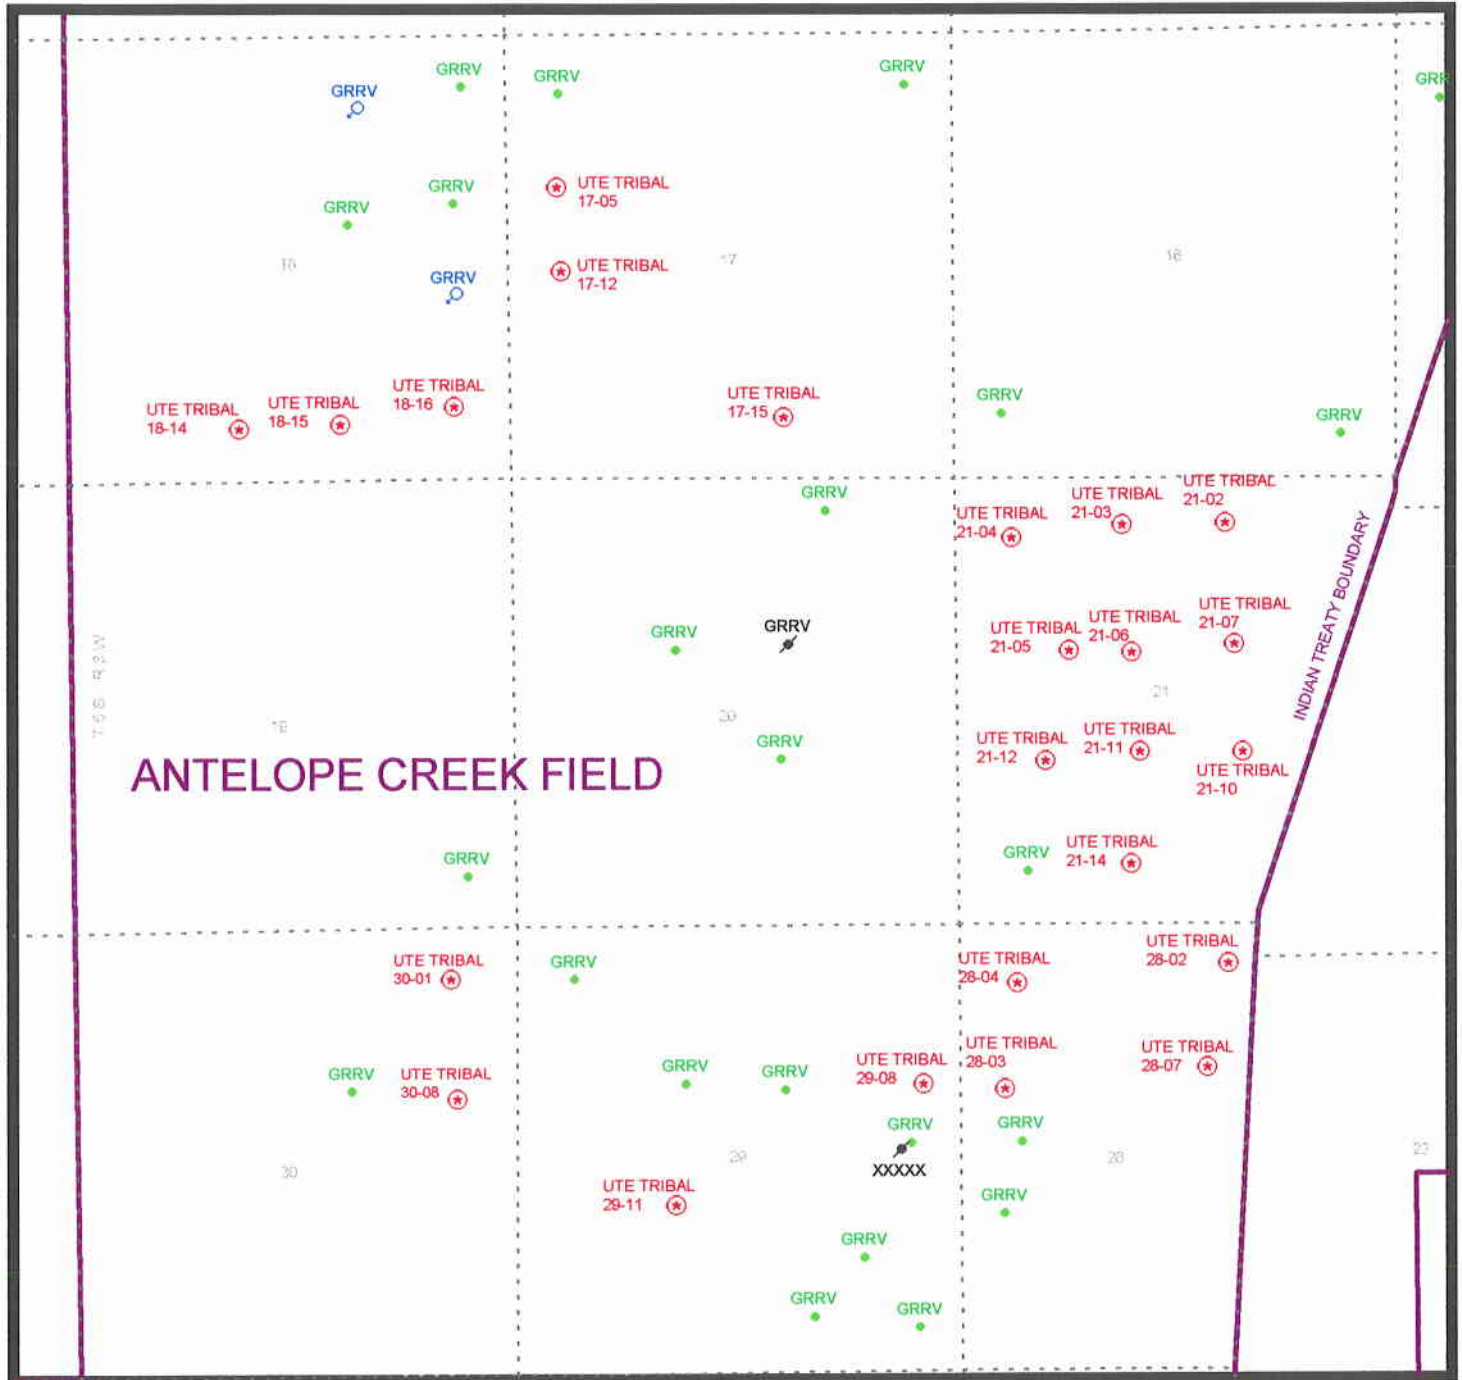 GRRV
GRRV
GRRV
GRRV
GRR
GRRV
GRRV
UTE TRIBAL
17-05
GRRV
UTE TRIBAL
17-12
17
16
UTE TRIBAL
18-14
UTE TRIBAL
18-15
UTE TRIBAL
18-16
UTE TRIBAL
17-15
GRRV
GRRV
GRRV
UTE TRIBAL
21-04
UTE TRIBAL
21-03
UTE TRIBAL
21-02
INDIAN TREATY BOUNDARY
GRRV
GRRV
UTE TRIBAL
21-05
UTE TRIBAL
21-06
UTE TRIBAL
21-07
21
20
GRRV
UTE TRIBAL
21-12
UTE TRIBAL
21-11
UTE TRIBAL
21-10
ANTELOPE CREEK FIELD
GRRV
GRRV
UTE TRIBAL
21-14
UTE TRIBAL
30-01
GRRV
UTE TRIBAL
28-04
UTE TRIBAL
28-02
GRRV
UTE TRIBAL
30-08
GRRV
GRRV
UTE TRIBAL
29-08
UTE TRIBAL
28-03
UTE TRIBAL
28-07
GRRV
XXXXX
GRRV
30
29
UTE TRIBAL
29-11
GRRV
GRRV
GRRV
GRRV